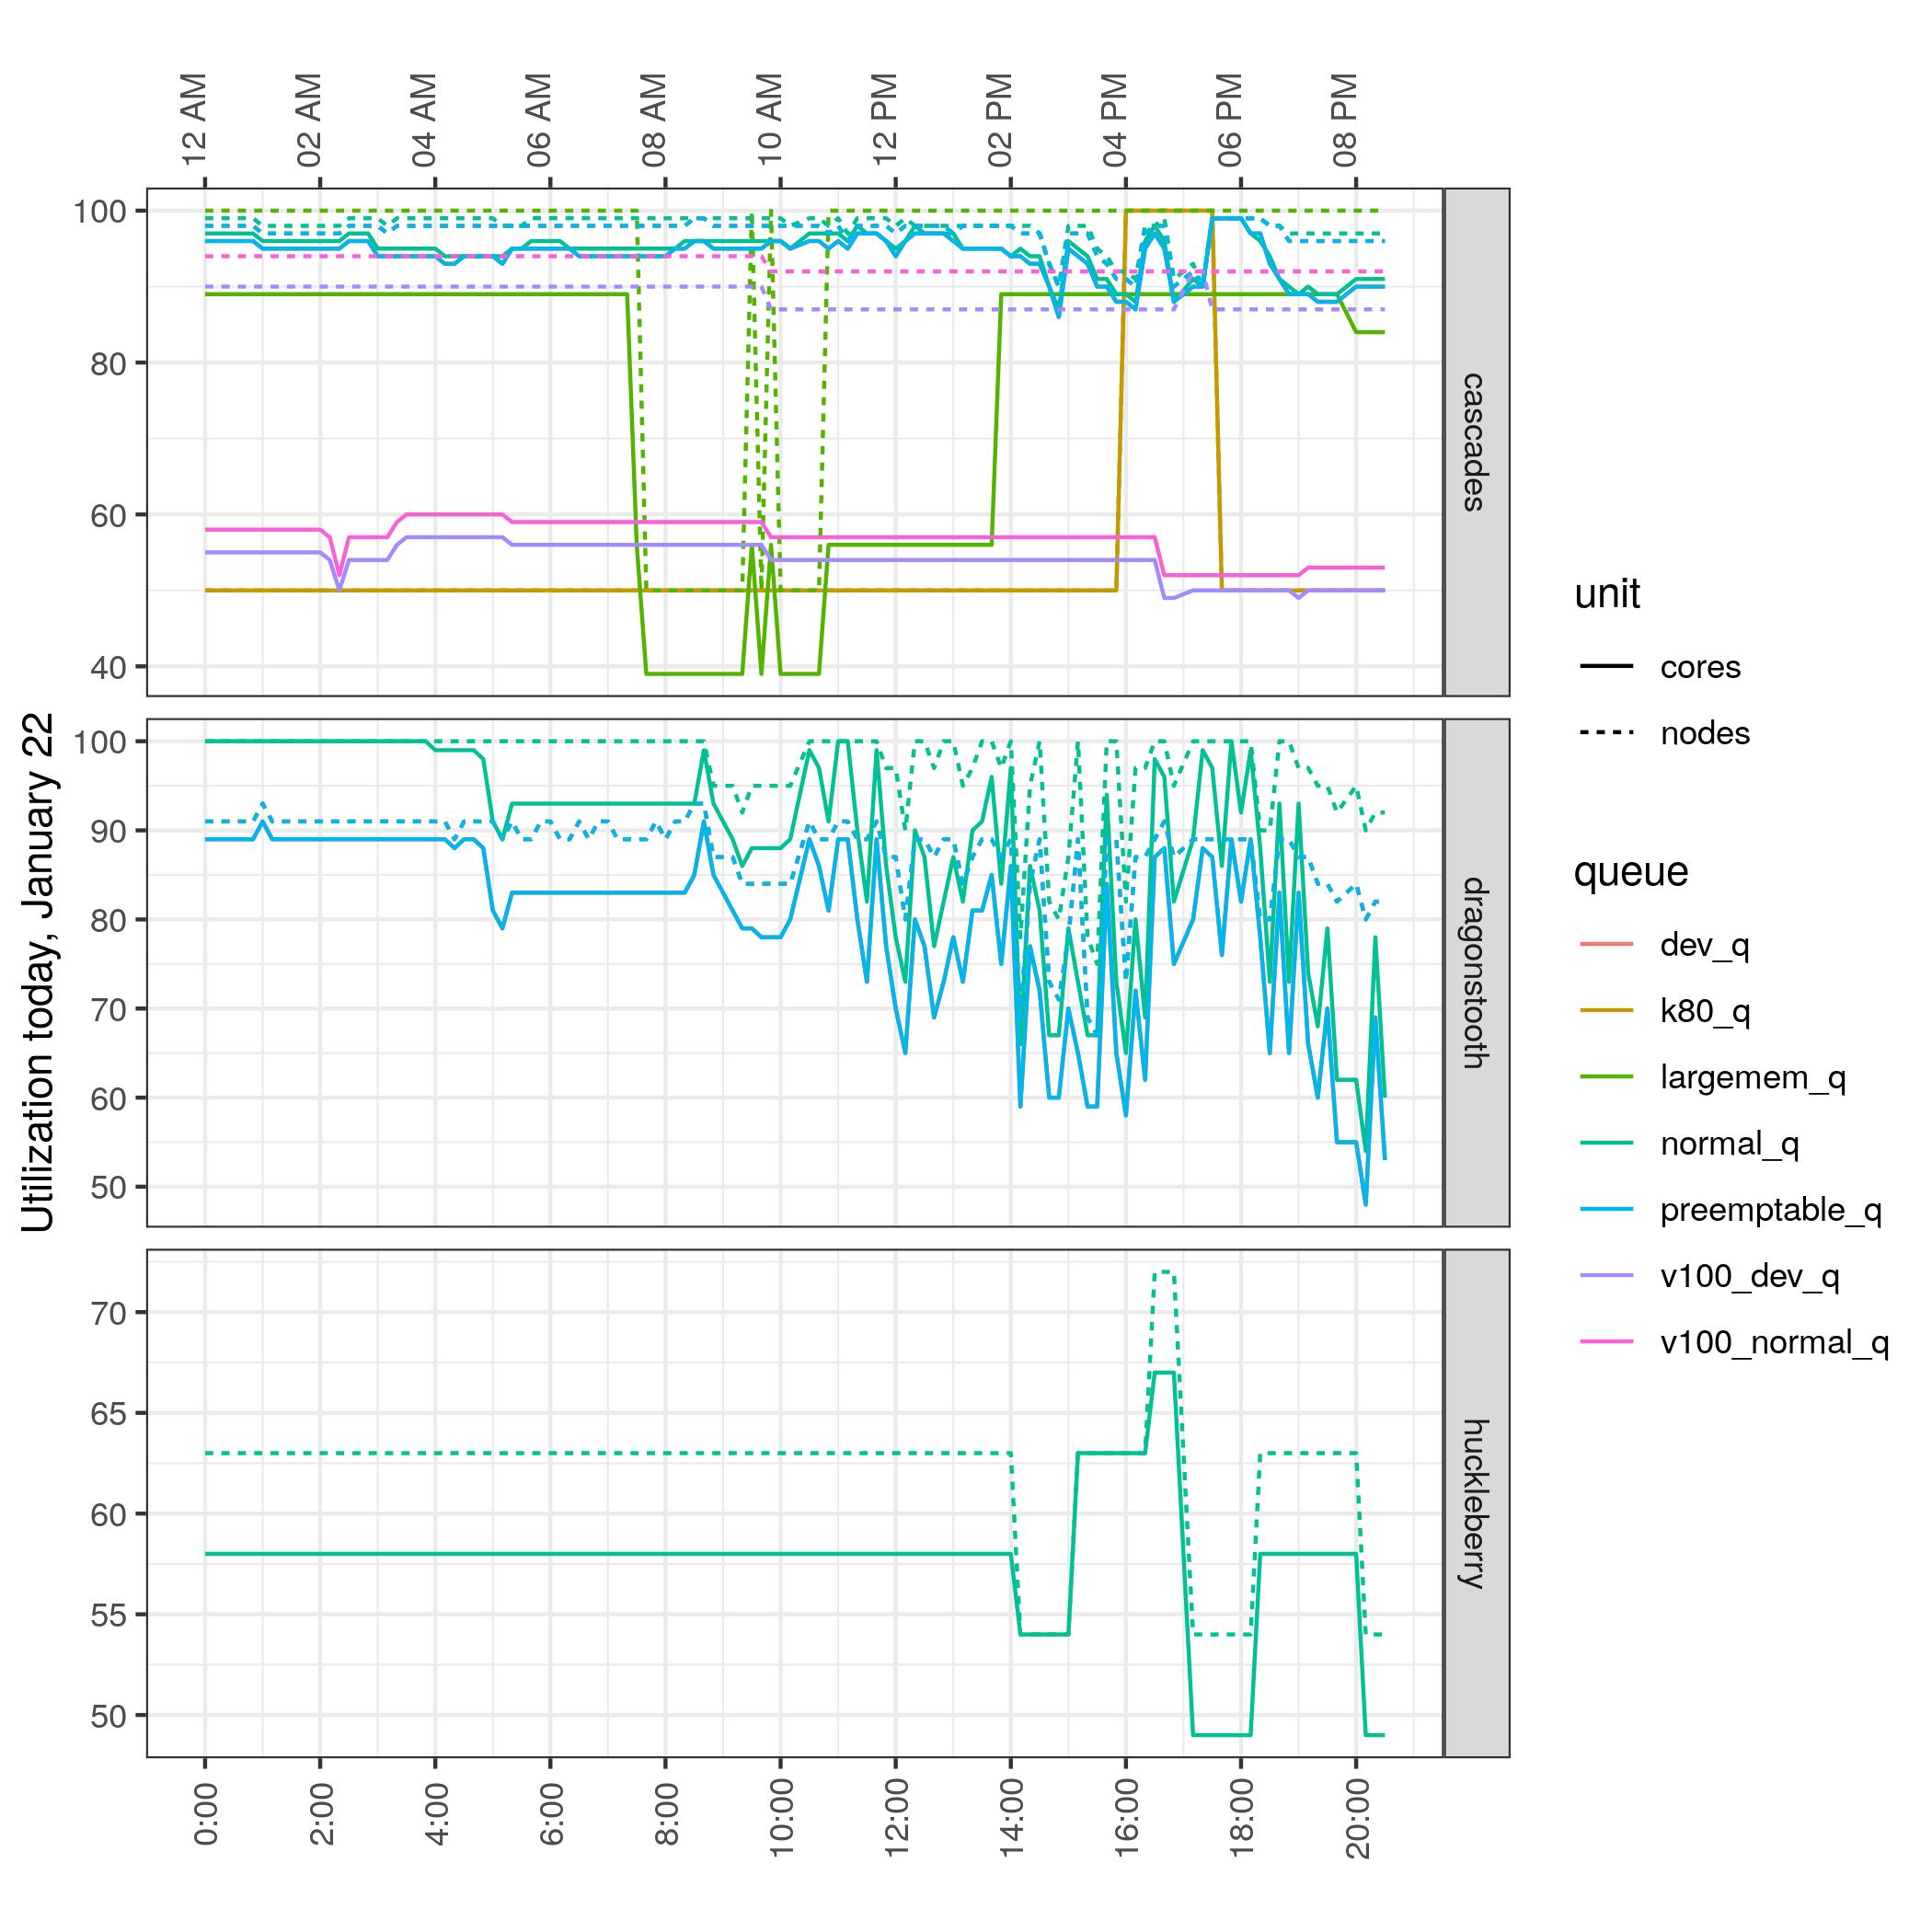 12 AM
02 AM
04 AM
06 AM
08 AM
10 AM
12 PM
02 PM
04 PM
06 PM
08 PM
Utilization today, January 22
100
80
60
40
cascades
100
90
80
70
60
50
dragonstooth
70
65
60
55
50
huckleberry
0:00
2:00
4:00
6:00
8:00
10:00
12:00
14:00
16:00
18:00
20:00
unit
cores
nodes
queue
dev_q
k80_q
largemem_q
normal_q
preemptable_q
v100_dev_q
v100_normal_q